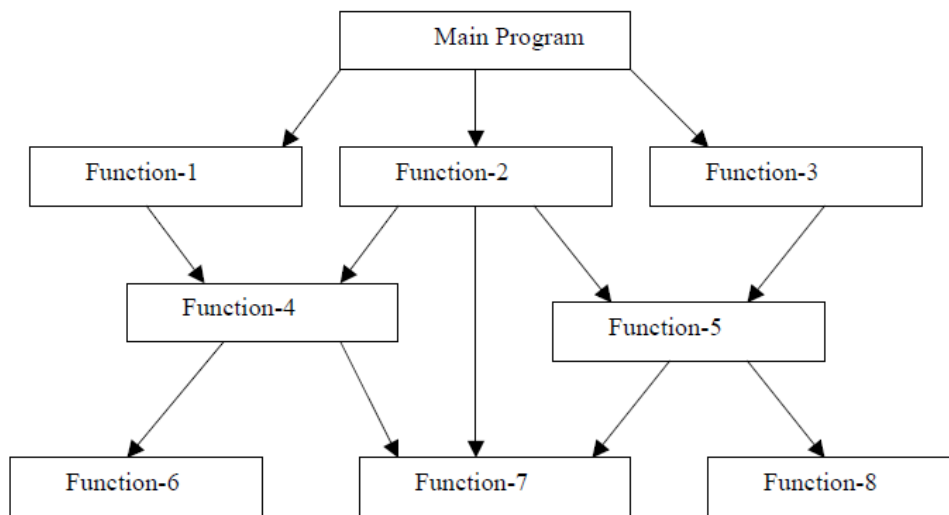 Main Program
Function-1
Function-2
Function-3
Function-4
Function-5
Function-6
Function-7
Function-8